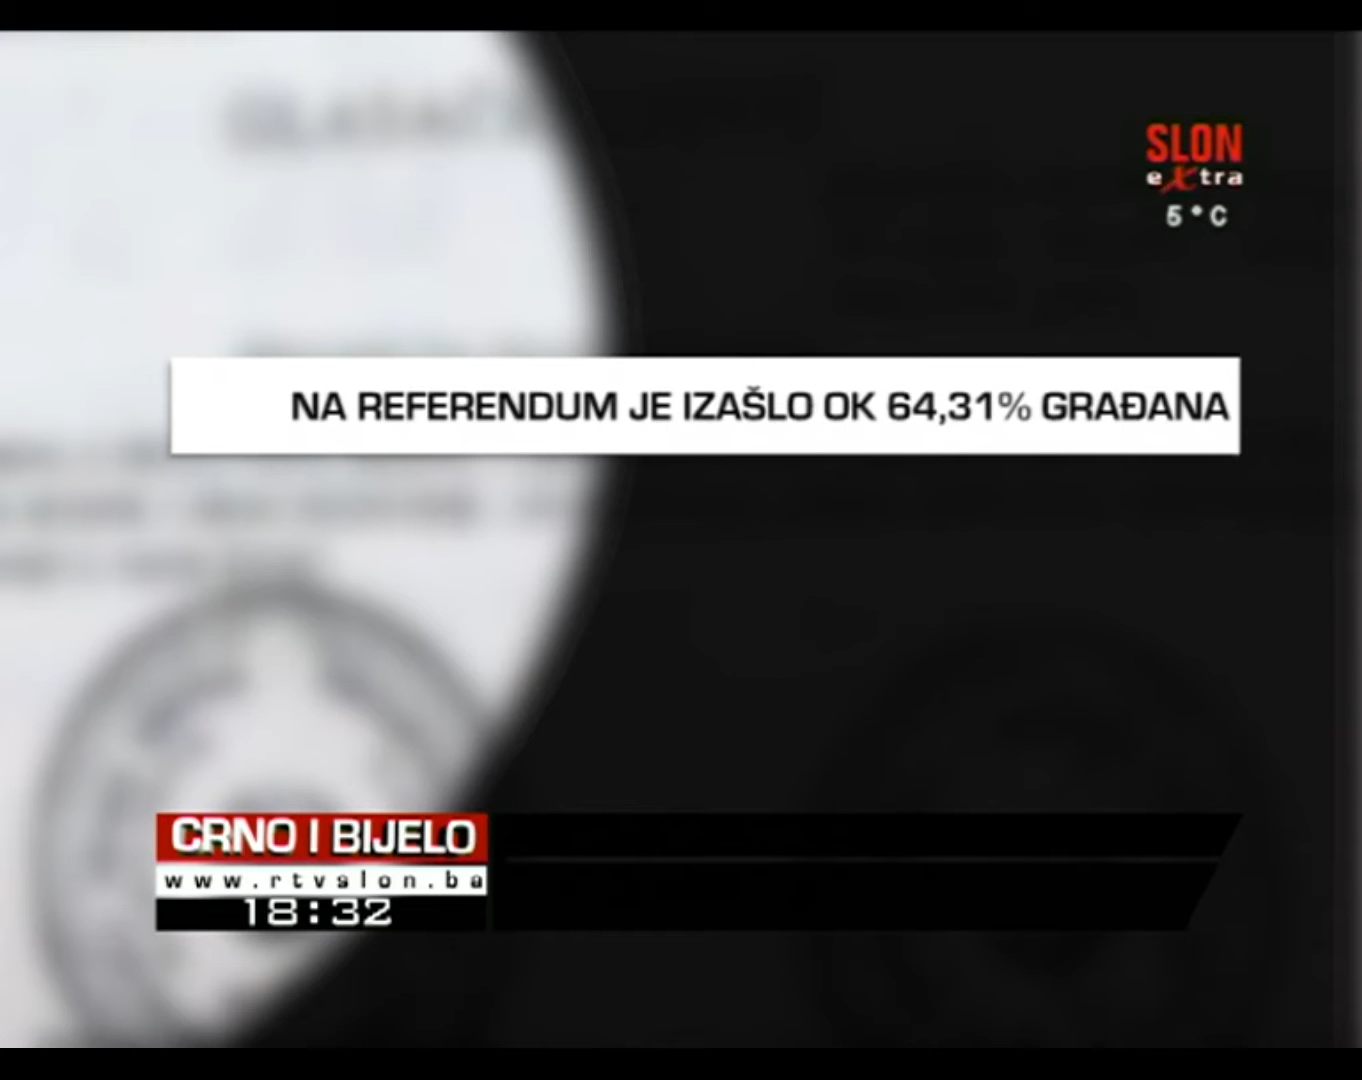 SLON
extra
5°C
NA REFERENDUM JE IZAŠLO OK 64,31% GRAĐANA
CRNO I BIJELO
www.rtvslon.ba
18:32